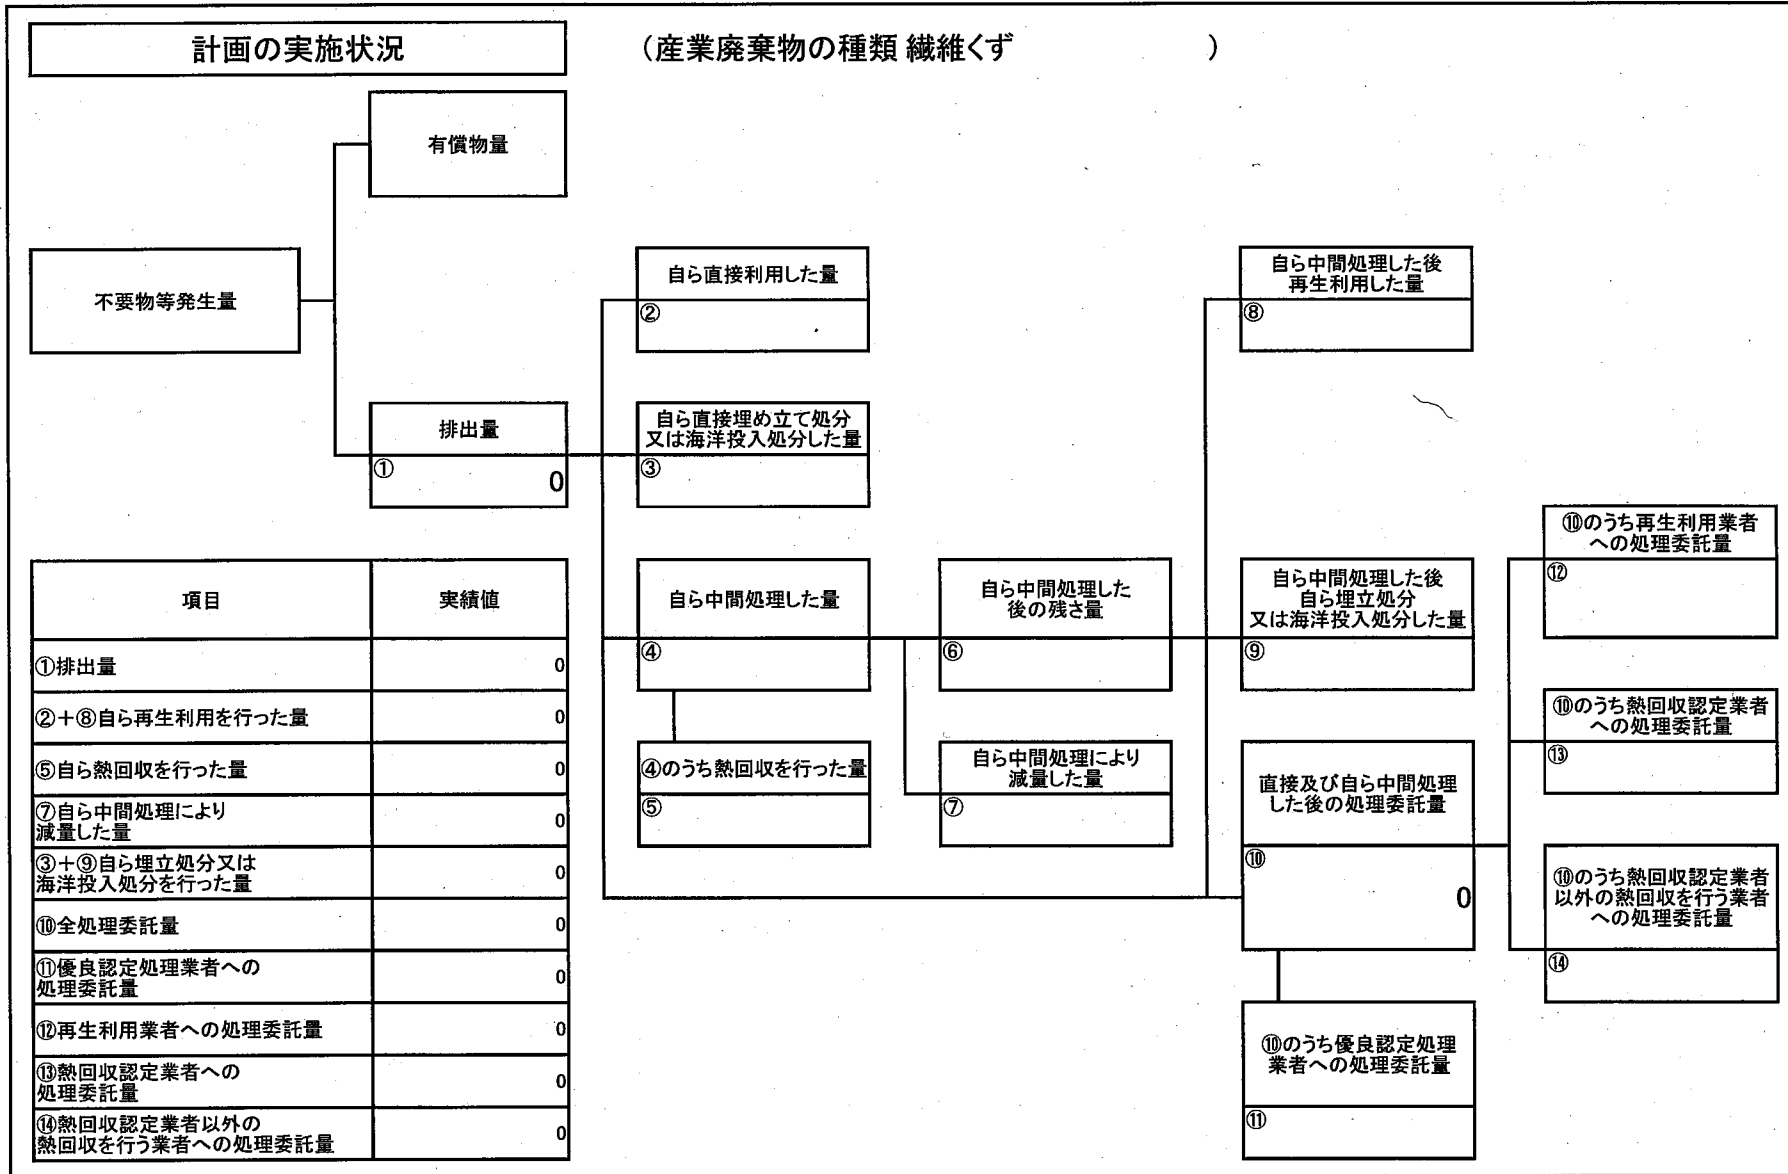 計画の実施状況
（産業廃棄物の種類 繊維くず　　　　　　　）
有償物量
不要物等発生量
排出量
①
0
自ら直接利用した量
②
自ら直接埋め立て処分
又は海洋投入処分した量
③
自ら中間処理した量
④
④のうち熱回収を行った量
⑤
自ら中間処理した
後の残さ量
⑥
自ら中間処理により
減量した量
⑦
自ら中間処理した後
再生利用した量
⑧
自ら中間処理した後
自ら埋立処分
又は海洋投入処分した量
⑨
直接及び自ら中間処理
した後の処理委託量
⑩
0
⑩のうち優良認定処理
業者への処理委託量
⑪
⑩のうち再生利用業者
への処理委託量
⑫
⑩のうち熱回収認定業者
への処理委託量
⑬
⑩のうち熱回収認定業者
以外の熱回収を行う業者
への処理委託量
⑭
項目 実績値
①排出量 0
②＋⑧自ら再生利用を行った量 0
⑤自ら熱回収を行った量 0
⑦自ら中間処理により
減量した量 0
③＋⑨自ら埋立処分又は
海洋投入処分を行った量 0
⑩全処理委託量 0
⑪優良認定処理業者への
処理委託量 0
⑫再生利用業者への処理委託量 0
⑬熱回収認定業者への
処理委託量 0
⑭熱回収認定業者以外の
熱回収を行う業者への処理委託量 0